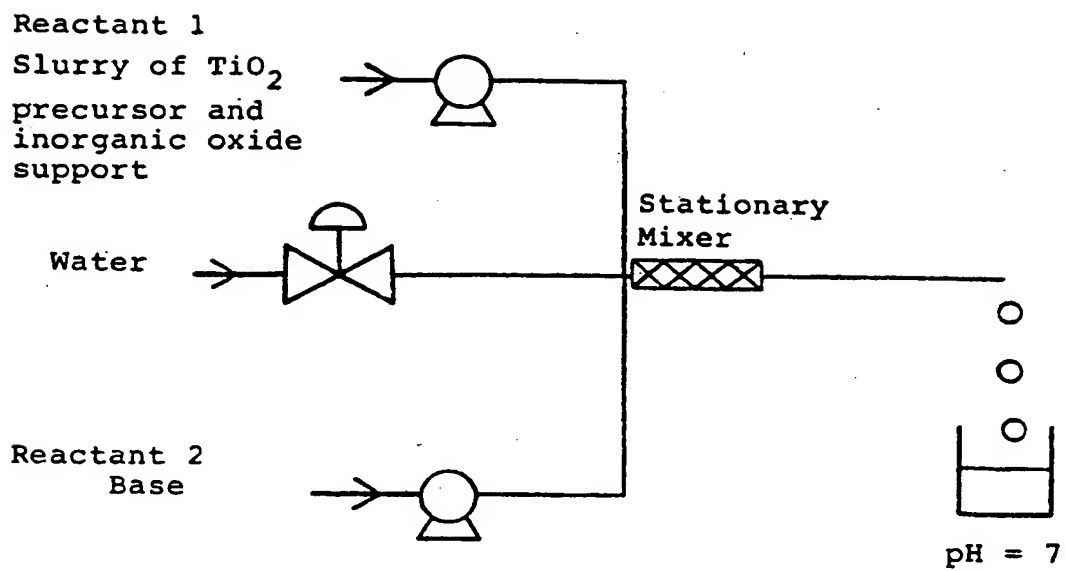 Reactant 1
Slurry of TiO2
precursor and
inorganic oxide
support
Stationary
Mixer
Water
Reactant 2
Base
pH = 7